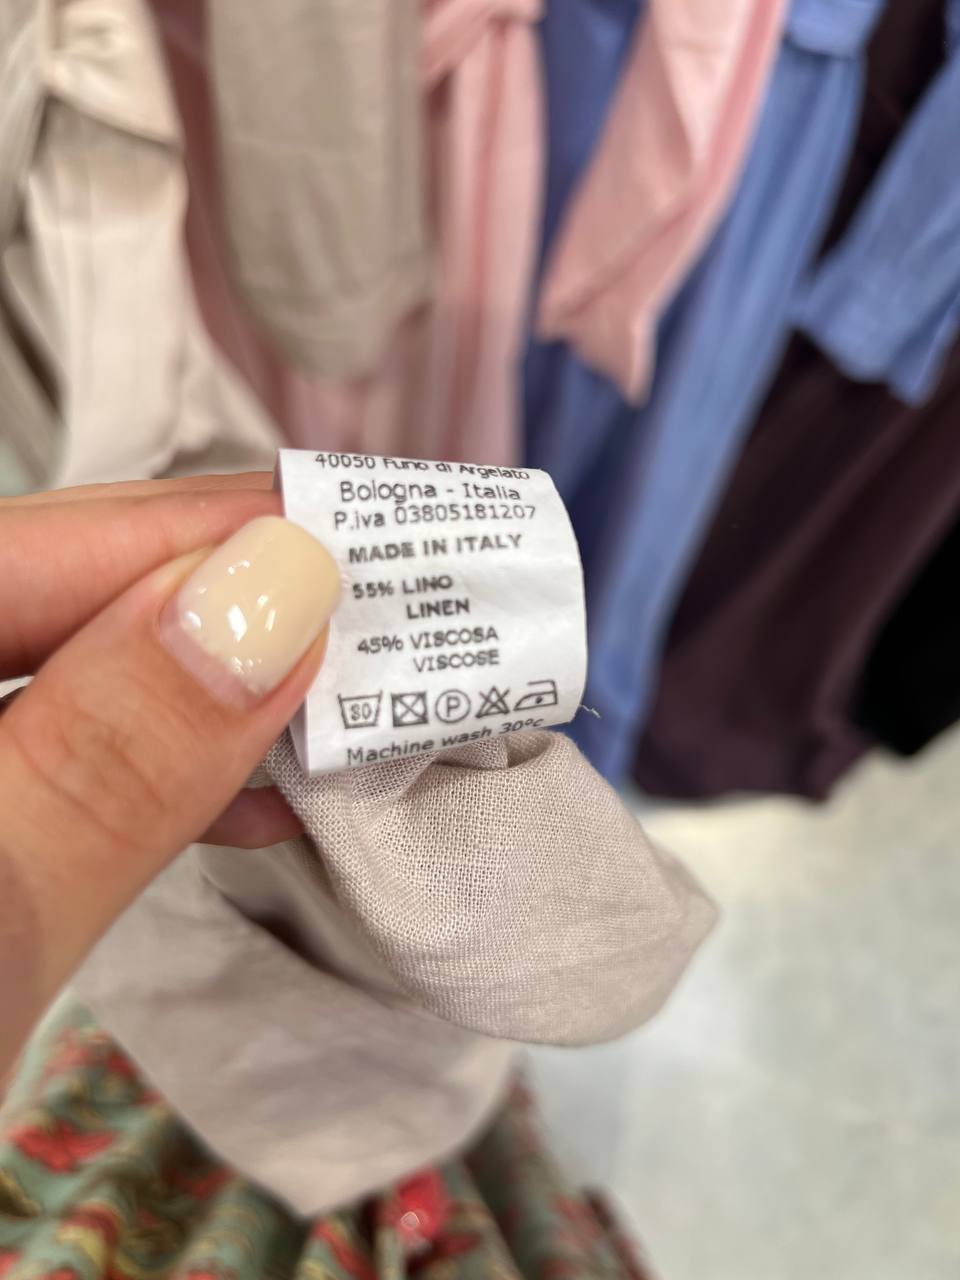 40050 Funo di Argelato
Bologna - Italia
P.iva 03805181207
MADE IN ITALY
55% LINO
LINEN
45% VISCOSA
VISCOSE
30 P
Machine wash 30°c